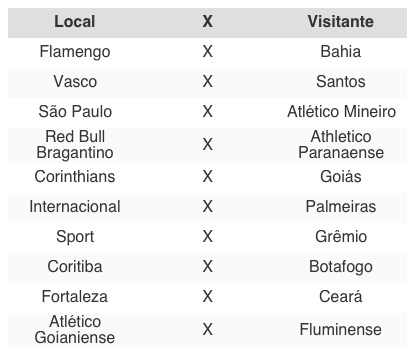 Local X Visitante
Flamengo X Bahia
Vasco X Santos
São Paulo X Atlético Mineiro
Red Bull Bragantino X Athletico Paranaense
Corinthians X Goiás
Internacional X Palmeiras
Sport X Grêmio
Coritiba X Botafogo
Fortaleza X Ceará
Atlético Goianiense X Fluminense